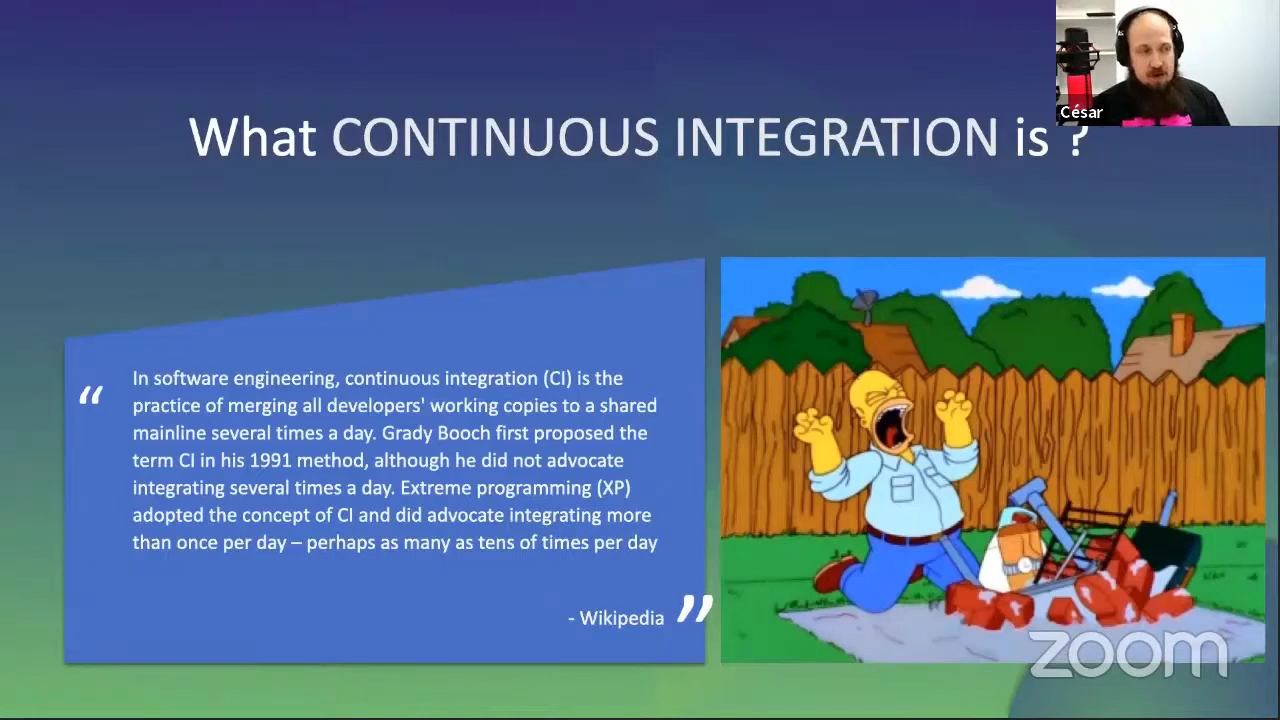 César
What CONTINUOUS INTEGRATION is ?
“
In software engineering, continuous integration (CI) is the
practice of merging all developers' working copies to a shared
mainline several times a day. Grady Booch first proposed the
term CI in his 1991 method, although he did not advocate
integrating several times a day. Extreme programming (XP)
adopted the concept of CI and did advocate integrating more
than once per day – perhaps as many as tens of times per day
- Wikipedia ”
zoom